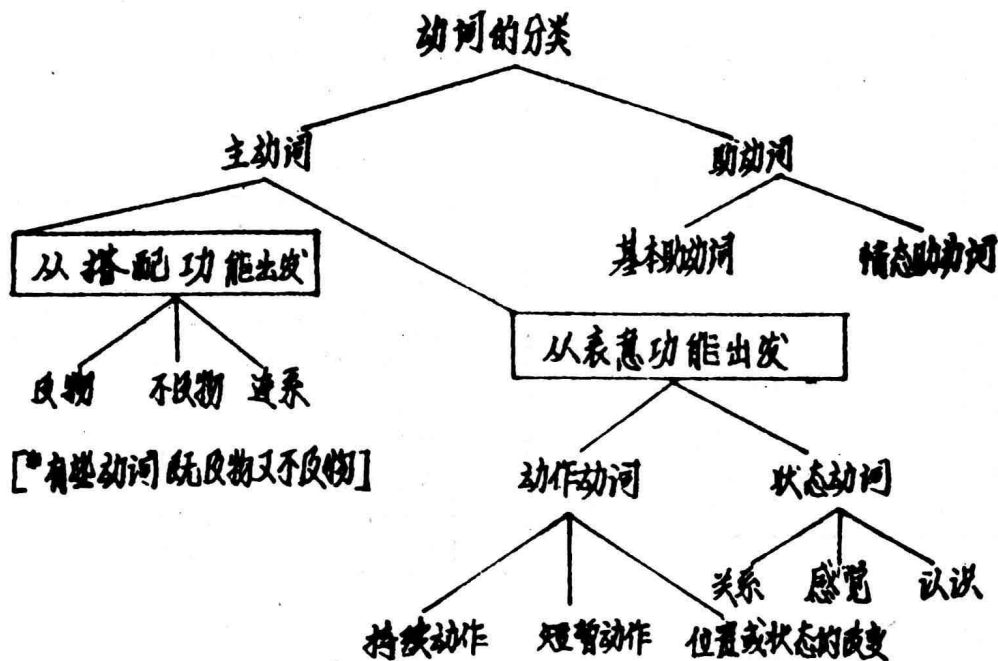 动词的分类
主动词 助动词
从搭配功能出发 基本助动词 情态助动词
从表意功能出发
及物 不及物 连系
[*有些动词既及物又不及物]
动作动词 状态动词
关系 感觉 认识
持续动作 短暂动作 位置或状态的改变